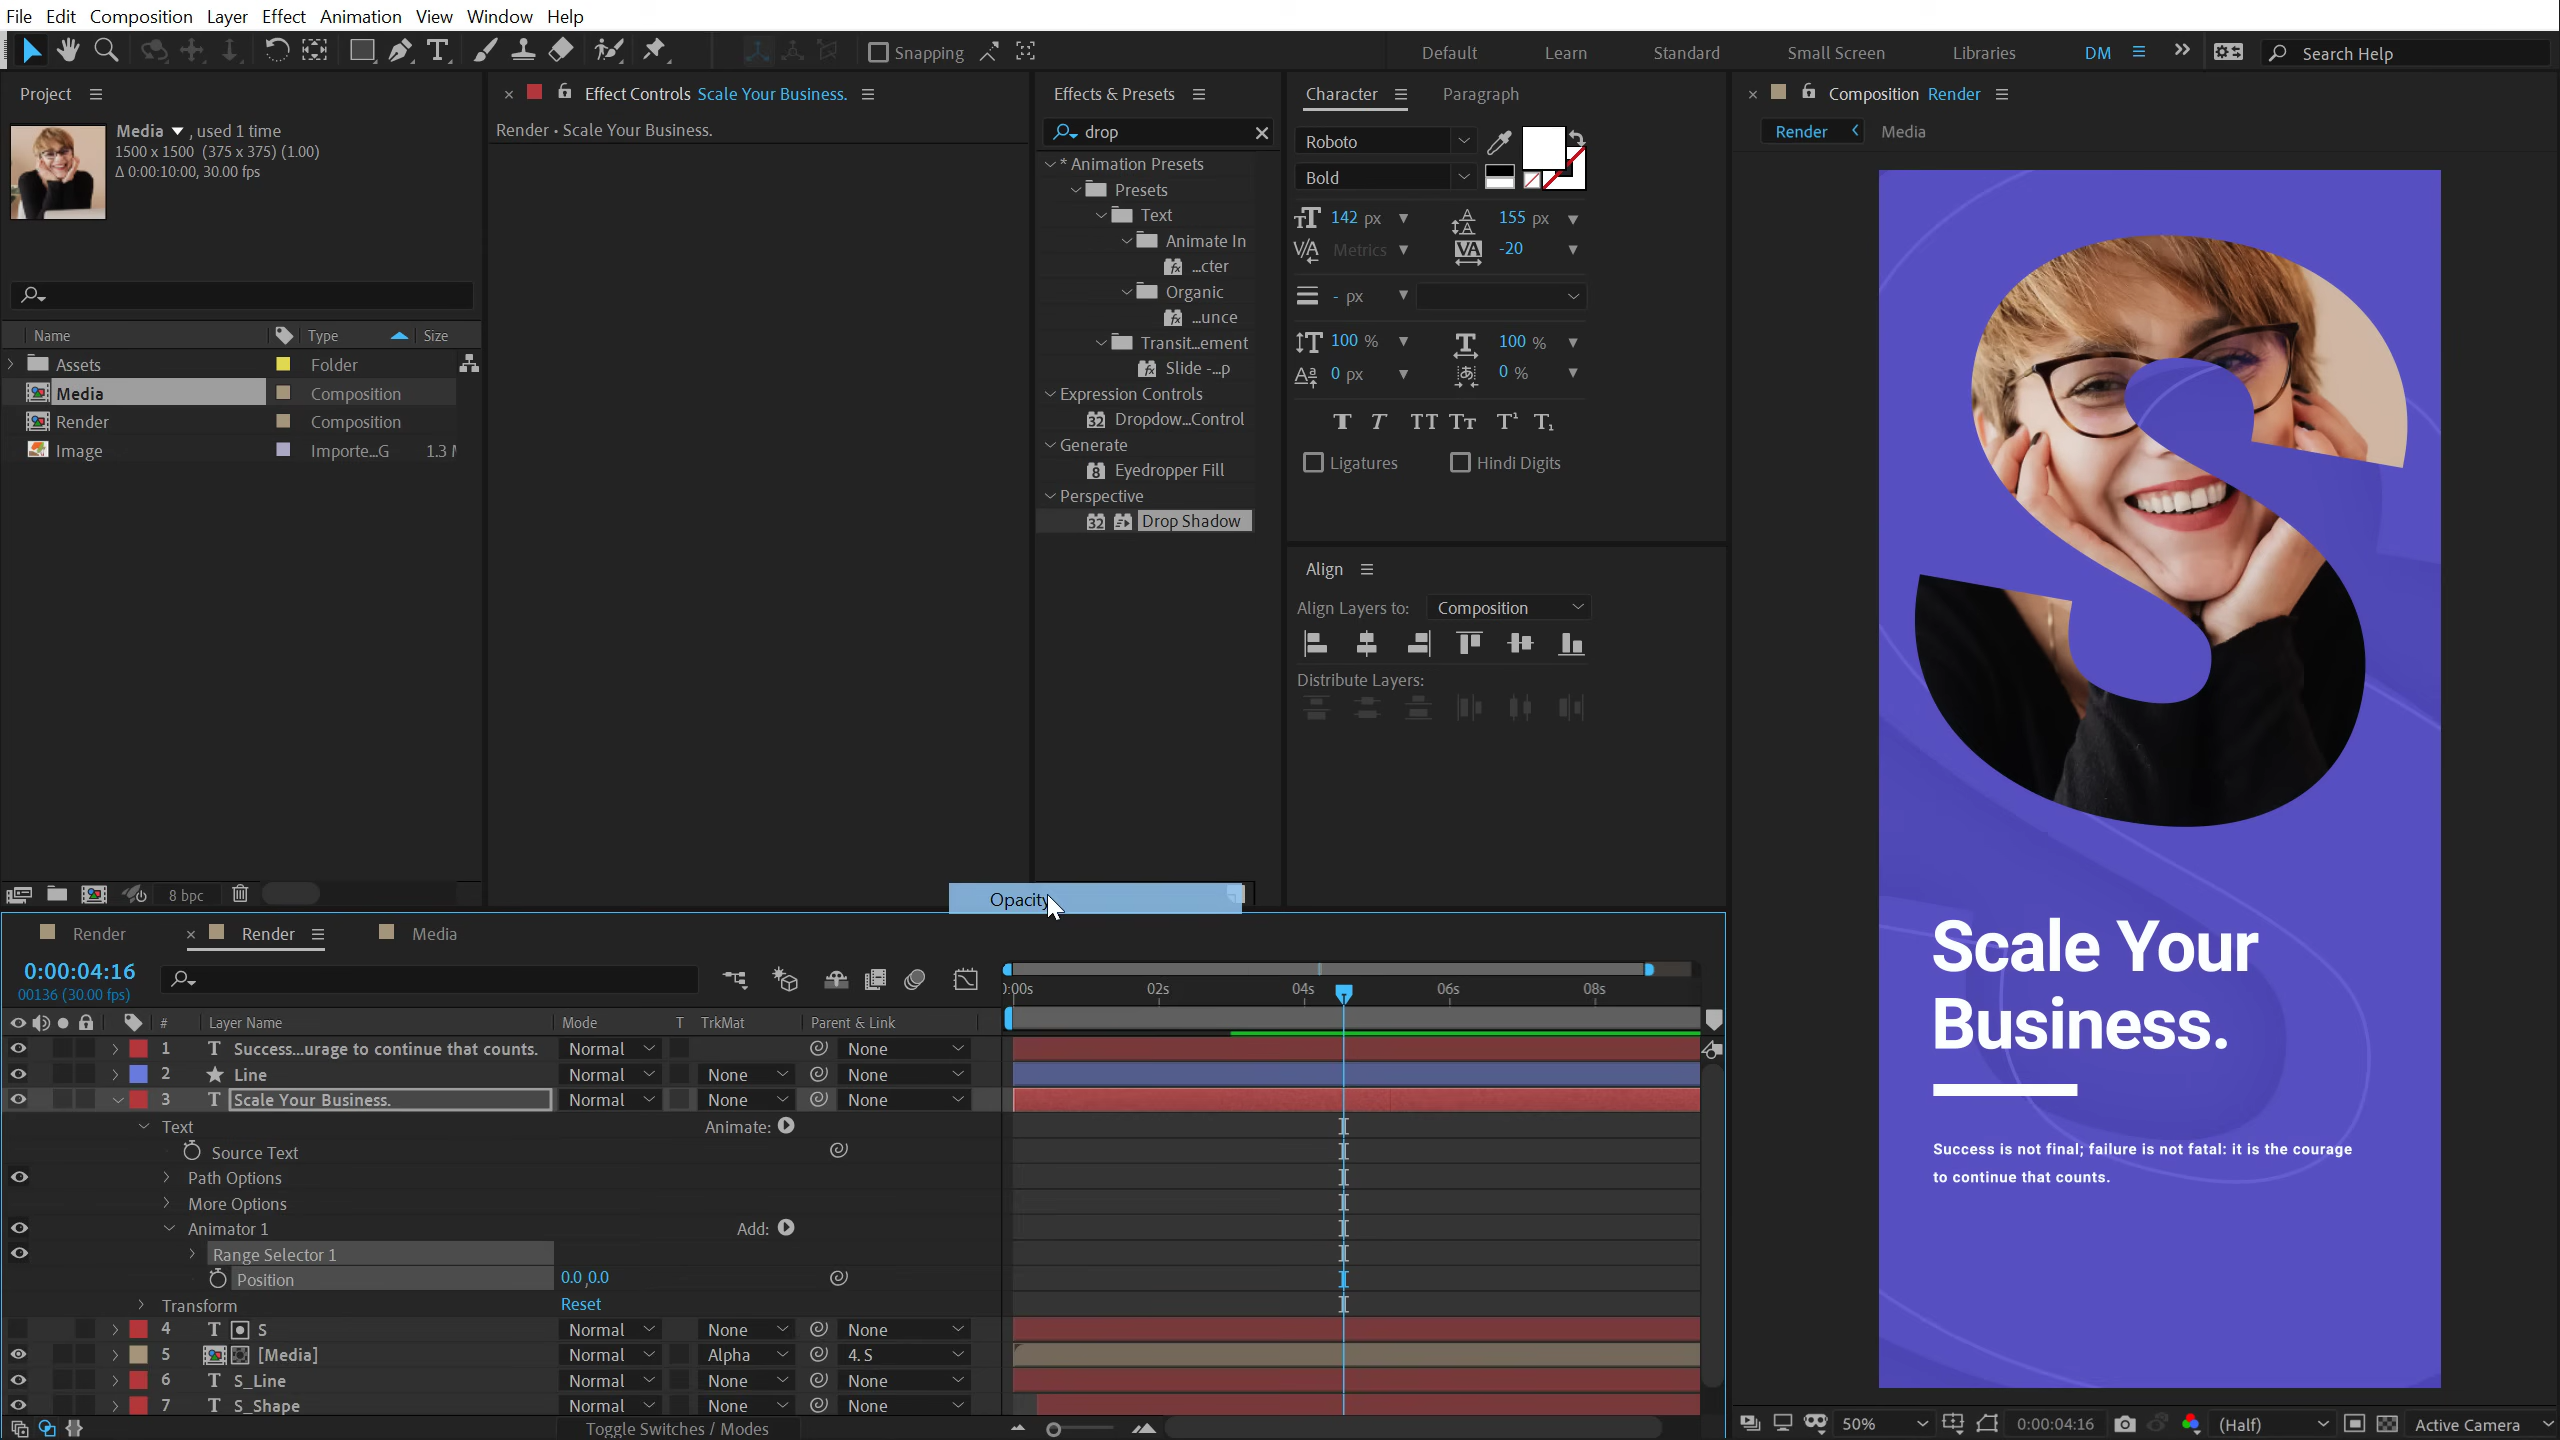 File Edit Composition Layer Effect Animation View Window Help
Snapping Default Learn Standard Small Screen Libraries DM Search Help
Project
Media , used 1 time
1500 x 1500 (375 x 375) (1.00)
Δ 0:00:10:00, 30.00 fps
Name Type Size
Assets Folder
Media Composition
Render Composition
Image Importe...G 1.3
8 bpc
Effect Controls Scale Your Business.
Render • Scale Your Business.
Effects & Presets
drop
* Animation Presets
Presets
Text
Animate In
...cter
Organic
...unce
Transit...ement
Slide -...p
Expression Controls
Dropdow...Control
Generate
Eyedropper Fill
Perspective
Drop Shadow
Opacity
Character Paragraph
Roboto
Bold
142 px 155 px
Metrics -20
- px
100 % 100 %
0 px 0 %
Ligatures Hindi Digits
Align
Align Layers to: Composition
Distribute Layers:
Composition Render
Render Media
Scale Your
Business.
Success is not final; failure is not fatal: it is the courage
to continue that counts.
50% 0:00:04:16 (Half) Active Camera
Render Render Media
0:00:04:16
00136 (30.00 fps)
):00s 02s 04s 06s 08s
# Layer Name Mode T TrkMat Parent & Link
1 Success...urage to continue that counts. Normal None
2 Line Normal None None
3 Scale Your Business. Normal None None
Text Animate:
Source Text
Path Options
More Options
Animator 1 Add:
Range Selector 1
Position 0.0,0.0
Transform Reset
4 S Normal None None
5 [Media] Normal Alpha 4. S
6 S_Line Normal None None
7 S_Shape Normal None None
Toggle Switches / Modes